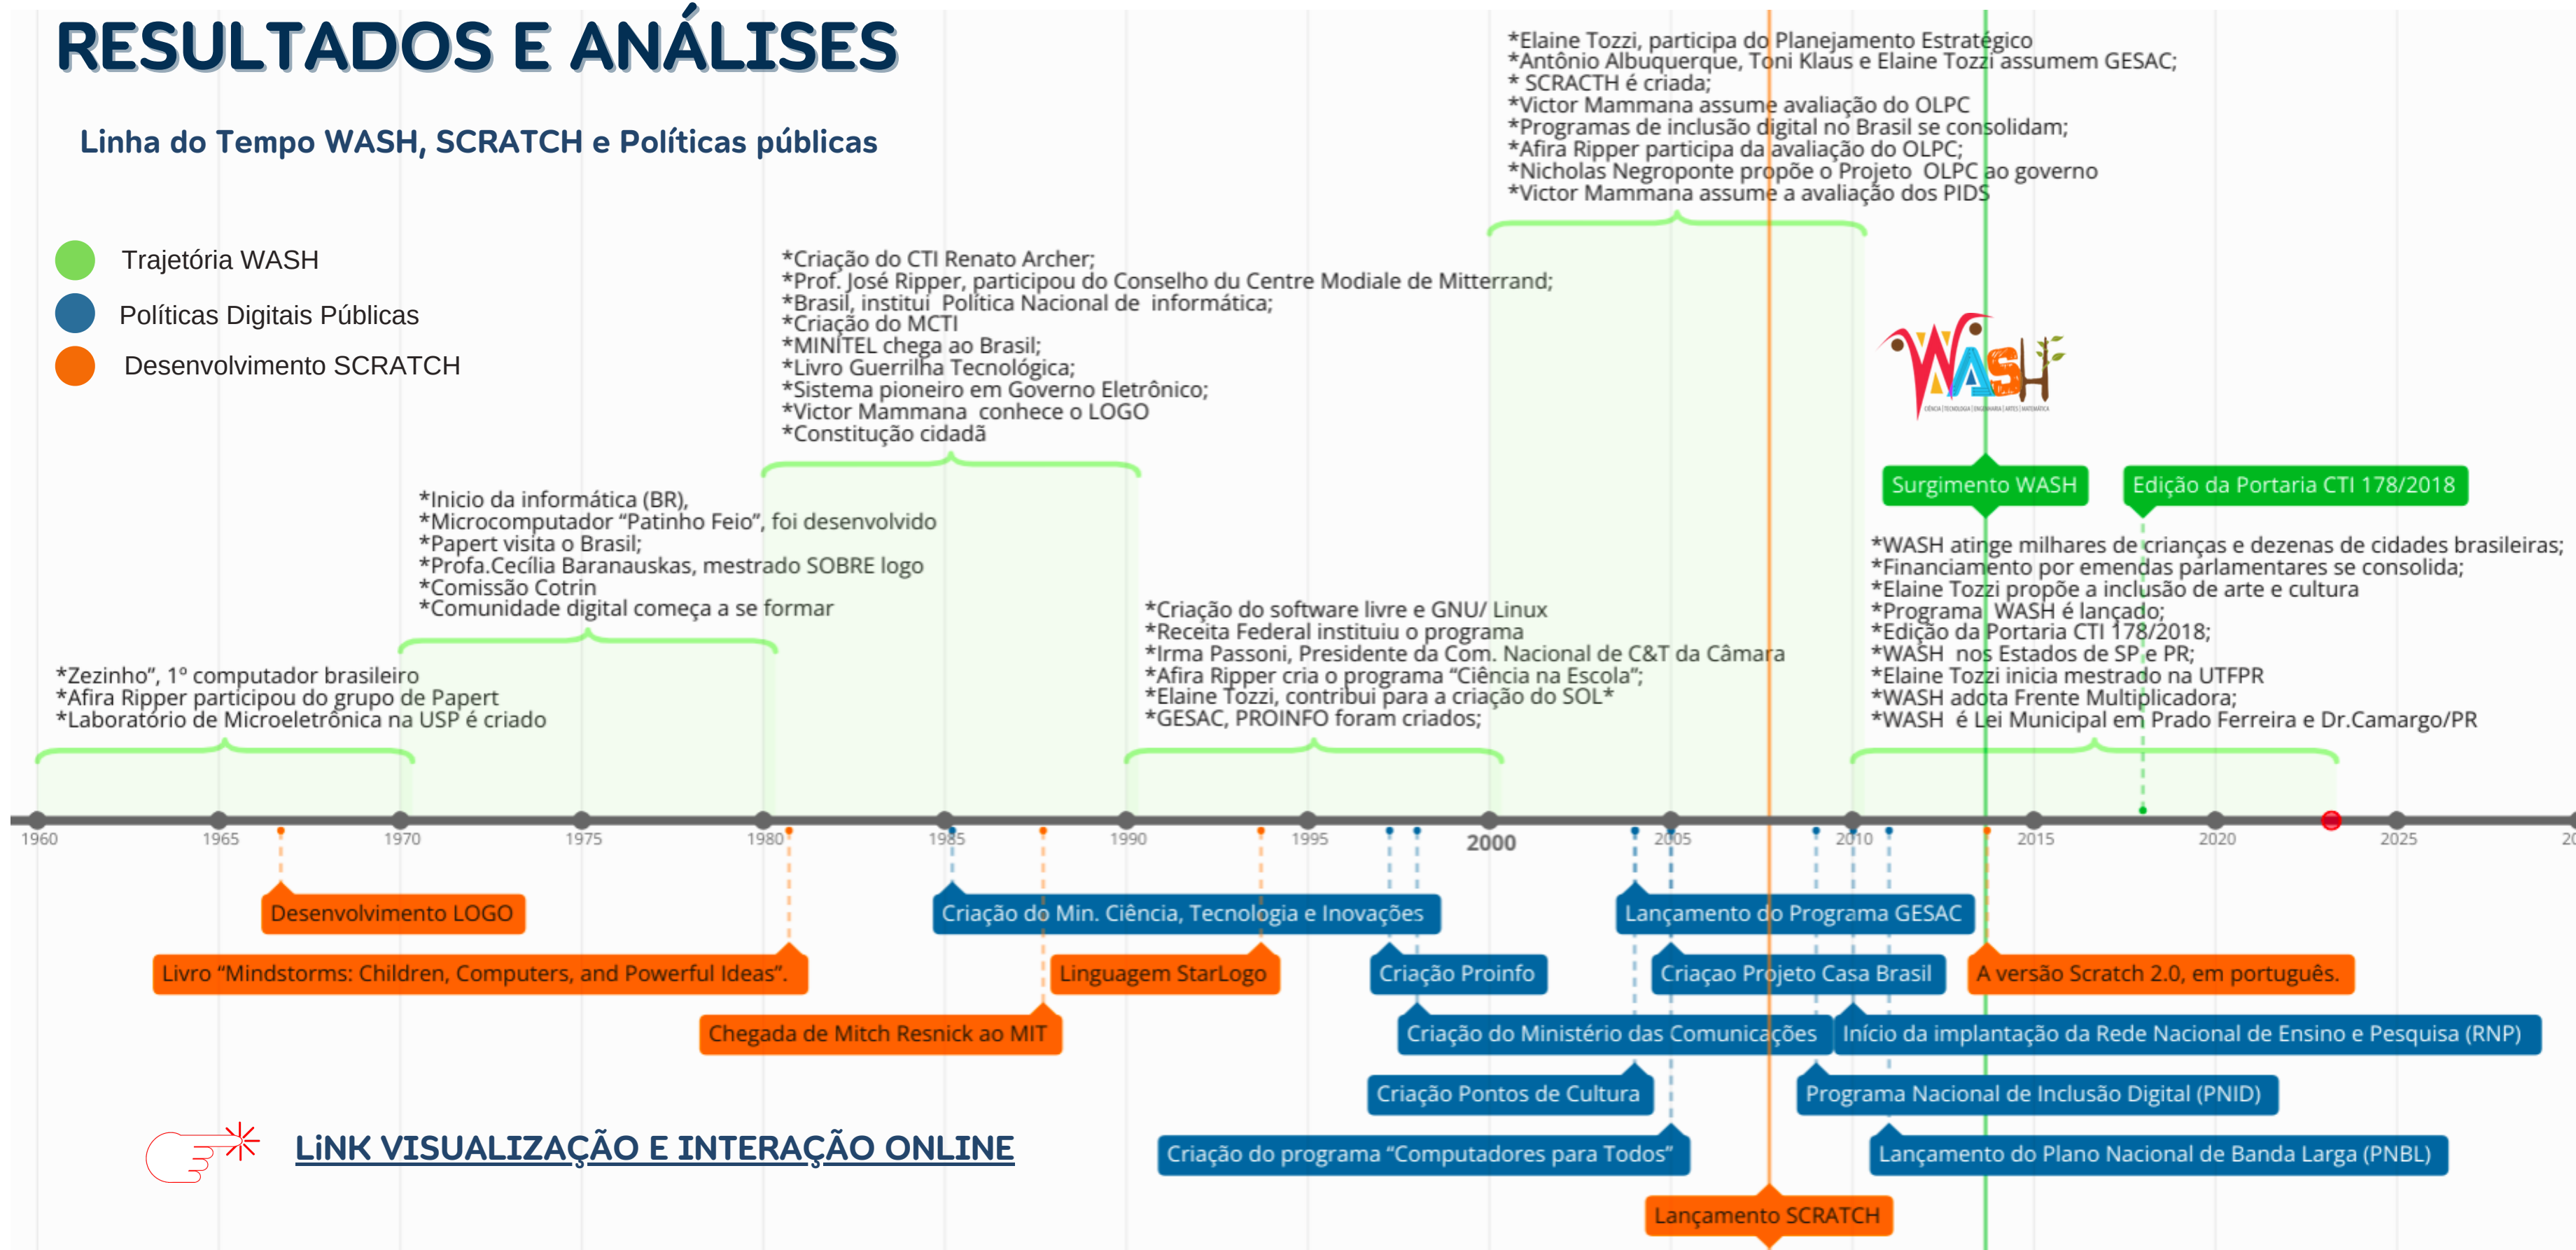 RESULTADOS E ANÁLISES
Linha do Tempo WASH, SCRATCH e Políticas públicas
Trajetória WASH
Políticas Digitais Públicas
Desenvolvimento SCRATCH
*Zezinho”, 1º computador brasileiro
*Afira Ripper participou do grupo de Papert
*Laboratório de Microeletrônica na USP é criado
*Inicio da informática (BR),
*Microcomputador “Patinho Feio”, foi desenvolvido
*Papert visita o Brasil;
*Profa.Cecília Baranauskas, mestrado SOBRE logo
*Comissão Cotrin
*Comunidade digital começa a se formar
*Criação do CTI Renato Archer;
*Prof. José Ripper, participou do Conselho du Centre Modiale de Mitterrand;
*Brasil, institui Política Nacional de informática;
*Criação do MCTI
*MINITEL chega ao Brasil;
*Livro Guerrilha Tecnológica;
*Sistema pioneiro em Governo Eletrônico;
*Victor Mammana conhece o LOGO
*Constitução cidadã
*Criação do software livre e GNU/ Linux
*Receita Federal instituiu o programa
*Irma Passoni, Presidente da Com. Nacional de C&T da Câmara
*Afira Ripper cria o programa “Ciência na Escola”;
*Elaine Tozzi, contribui para a criação do SOL*
*GESAC, PROINFO foram criados;
*Elaine Tozzi, participa do Planejamento Estratégico
*Antônio Albuquerque, Toni Klaus e Elaine Tozzi assumem GESAC;
* SCRACTH é criada;
*Victor Mammana assume avaliação do OLPC
*Programas de inclusão digital no Brasil se consolidam;
*Afira Ripper participa da avaliação do OLPC;
*Nicholas Negroponte propõe o Projeto OLPC ao governo
*Victor Mammana assume a avaliação dos PIDS
WASH
CIÊNCIA | TECNOLOGIA | ENGENHARIA | ARTES | MATEMÁTICA
Surgimento WASH
Edição da Portaria CTI 178/2018
*WASH atinge milhares de crianças e dezenas de cidades brasileiras;
*Financiamento por emendas parlamentares se consolida;
*Elaine Tozzi propõe a inclusão de arte e cultura
*Programa WASH é lançado;
*Edição da Portaria CTI 178/2018;
*WASH nos Estados de SP e PR;
*Elaine Tozzi inicia mestrado na UTFPR
*WASH adota Frente Multiplicadora;
*WASH é Lei Municipal em Prado Ferreira e Dr.Camargo/PR
1960 1965 1970 1975 1980 1985 1990 1995 2000 2005 2010 2015 2020 2025
Desenvolvimento LOGO
Criação do Min. Ciência, Tecnologia e Inovações
Lançamento do Programa GESAC
Livro “Mindstorms: Children, Computers, and Powerful Ideas”.
Linguagem StarLogo
Criação Proinfo
Criaçao Projeto Casa Brasil
A versão Scratch 2.0, em português.
Chegada de Mitch Resnick ao MIT
Criação do Ministério das Comunicações
Início da implantação da Rede Nacional de Ensino e Pesquisa (RNP)
Criação Pontos de Cultura
Programa Nacional de Inclusão Digital (PNID)
LiNK VISUALIZAÇÃO E INTERAÇÃO ONLINE
Criação do programa “Computadores para Todos”
Lançamento do Plano Nacional de Banda Larga (PNBL)
Lançamento SCRATCH